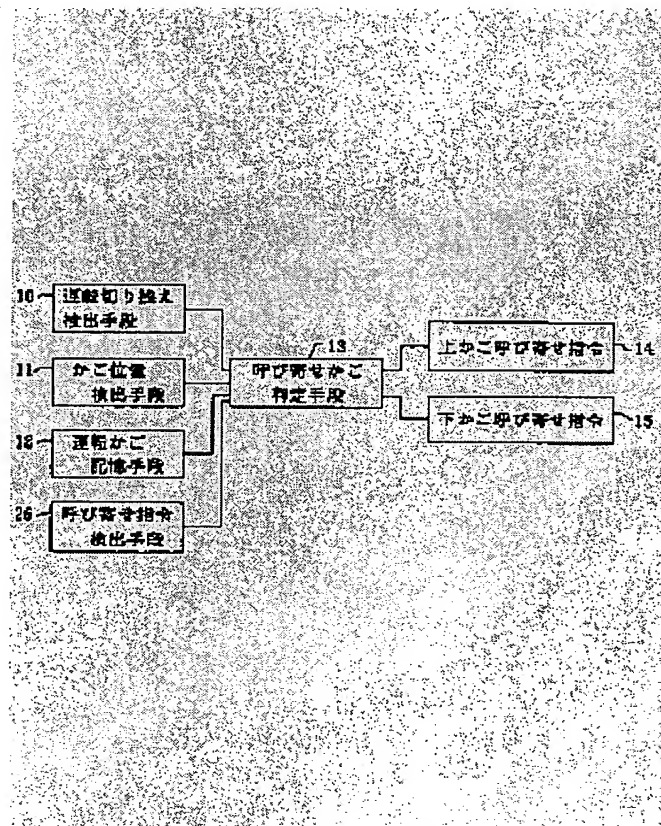 10 運転切り換え
検出手段
11 かご位置
検出手段
12 運転かご
記憶手段
26 呼び寄せ指令
検出手段
13
呼び寄せかご
判定手段
上かご呼び寄せ指令 14
下かご呼び寄せ指令 15